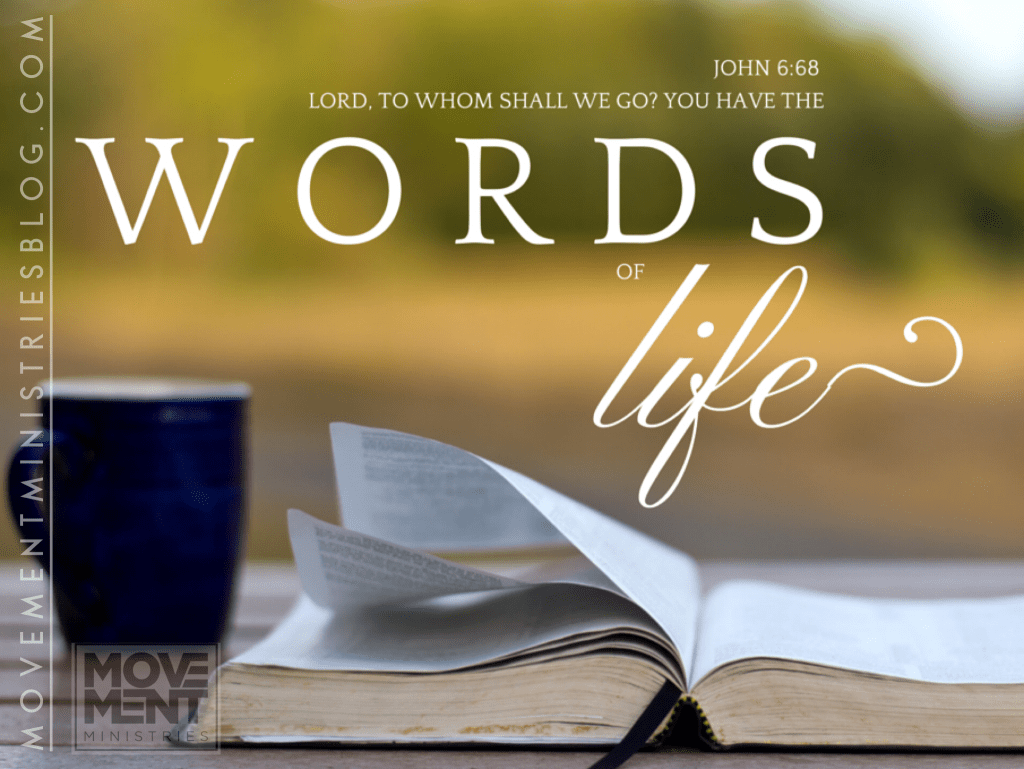 JOHN 6:68
LORD, TO WHOM SHALL WE GO? YOU HAVE THE
WORDS
OF
life
MOVEMENTMINISTRIESBLOG.COM
MOVE
MENT
MINISTRIES